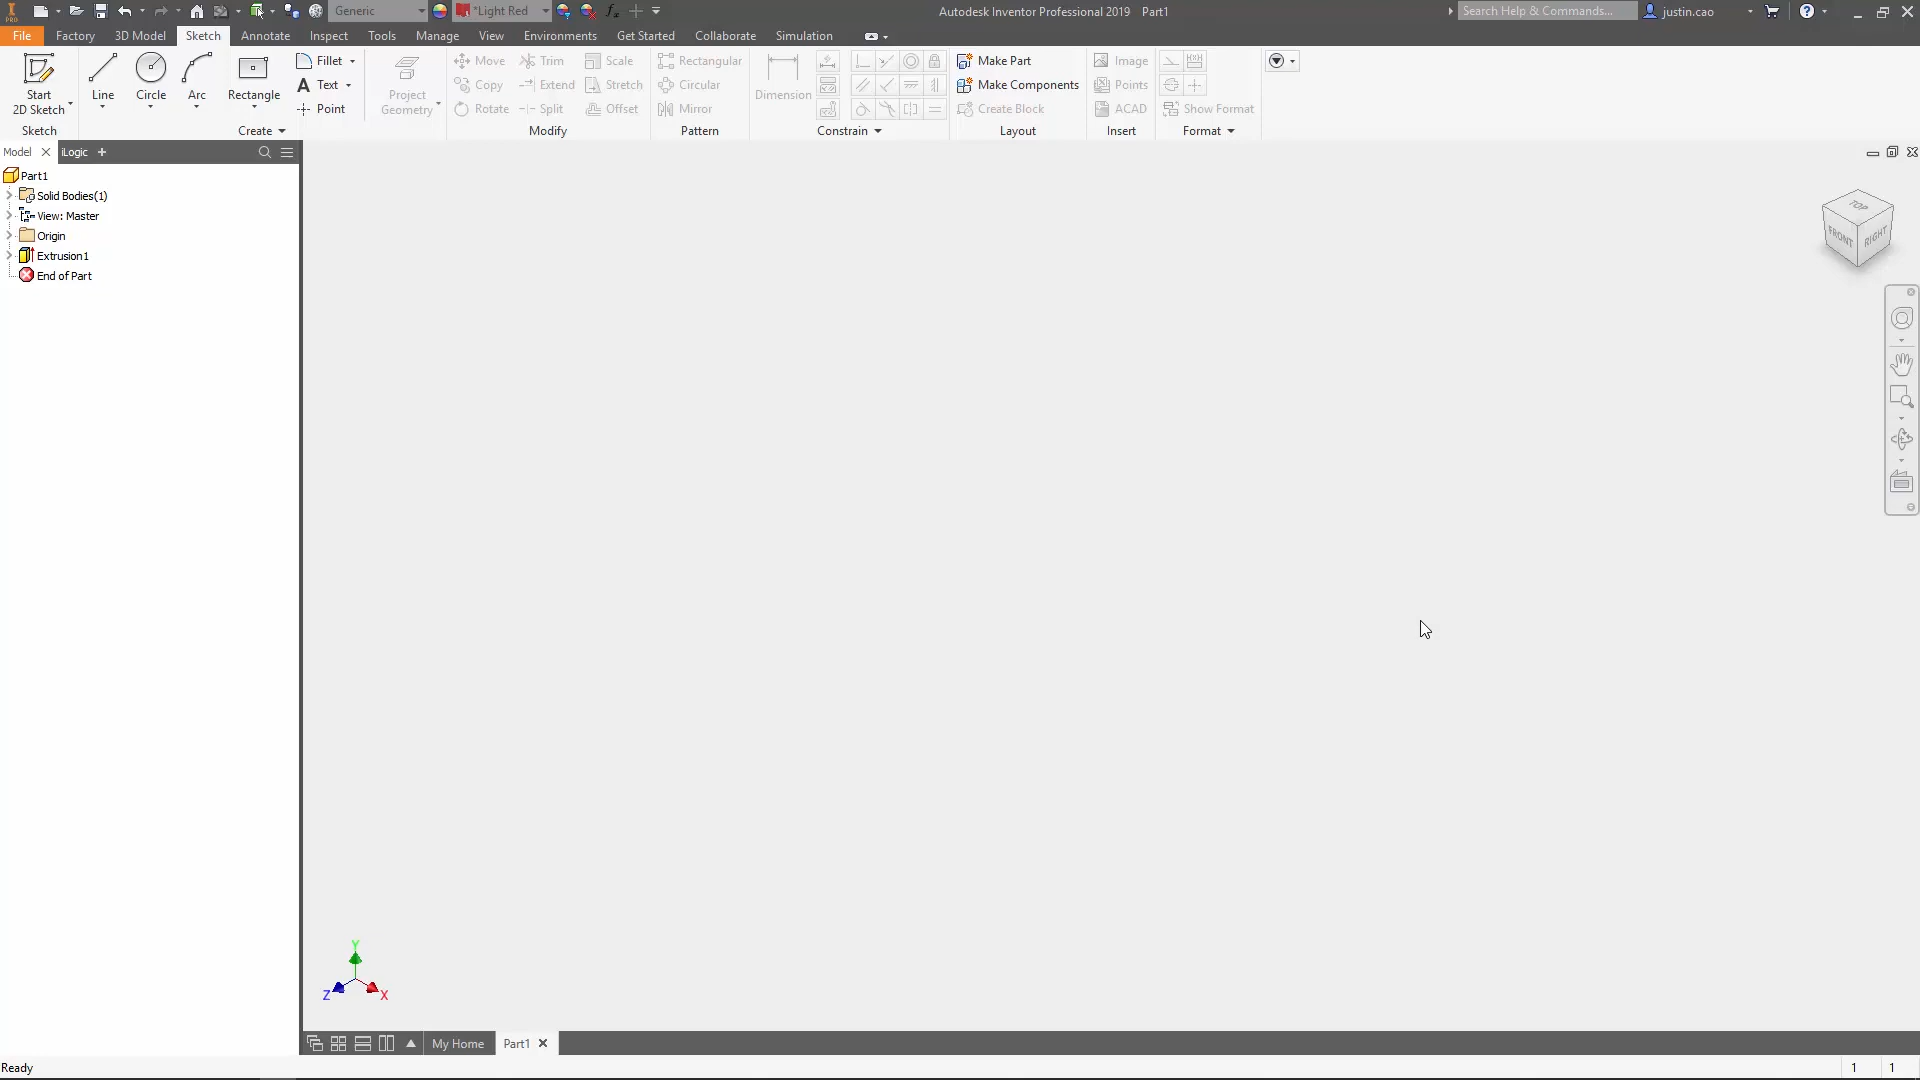 PRO Generic *Light Red fx Autodesk Inventor Professional 2019 Part1 Search Help & Commands... justin.cao
File Factory 3D Model Sketch Annotate Inspect Tools Manage View Environments Get Started Collaborate Simulation
Start
2D Sketch
Line
Circle
Arc
Rectangle
Fillet
Text
Point
Project
Geometry
Move Trim Scale
Copy Extend Stretch
Rotate Split Offset
Rectangular
Circular
Mirror
Dimension
Make Part
Make Components
Create Block
Image
Points
ACAD
Show Format
Sketch Create Modify Pattern Constrain Layout Insert Format
Model iLogic +
Part1
Solid Bodies(1)
View: Master
Origin
Extrusion1
End of Part
TOP
FRONT RIGHT
Y
Z X
My Home Part1
Ready 1 1